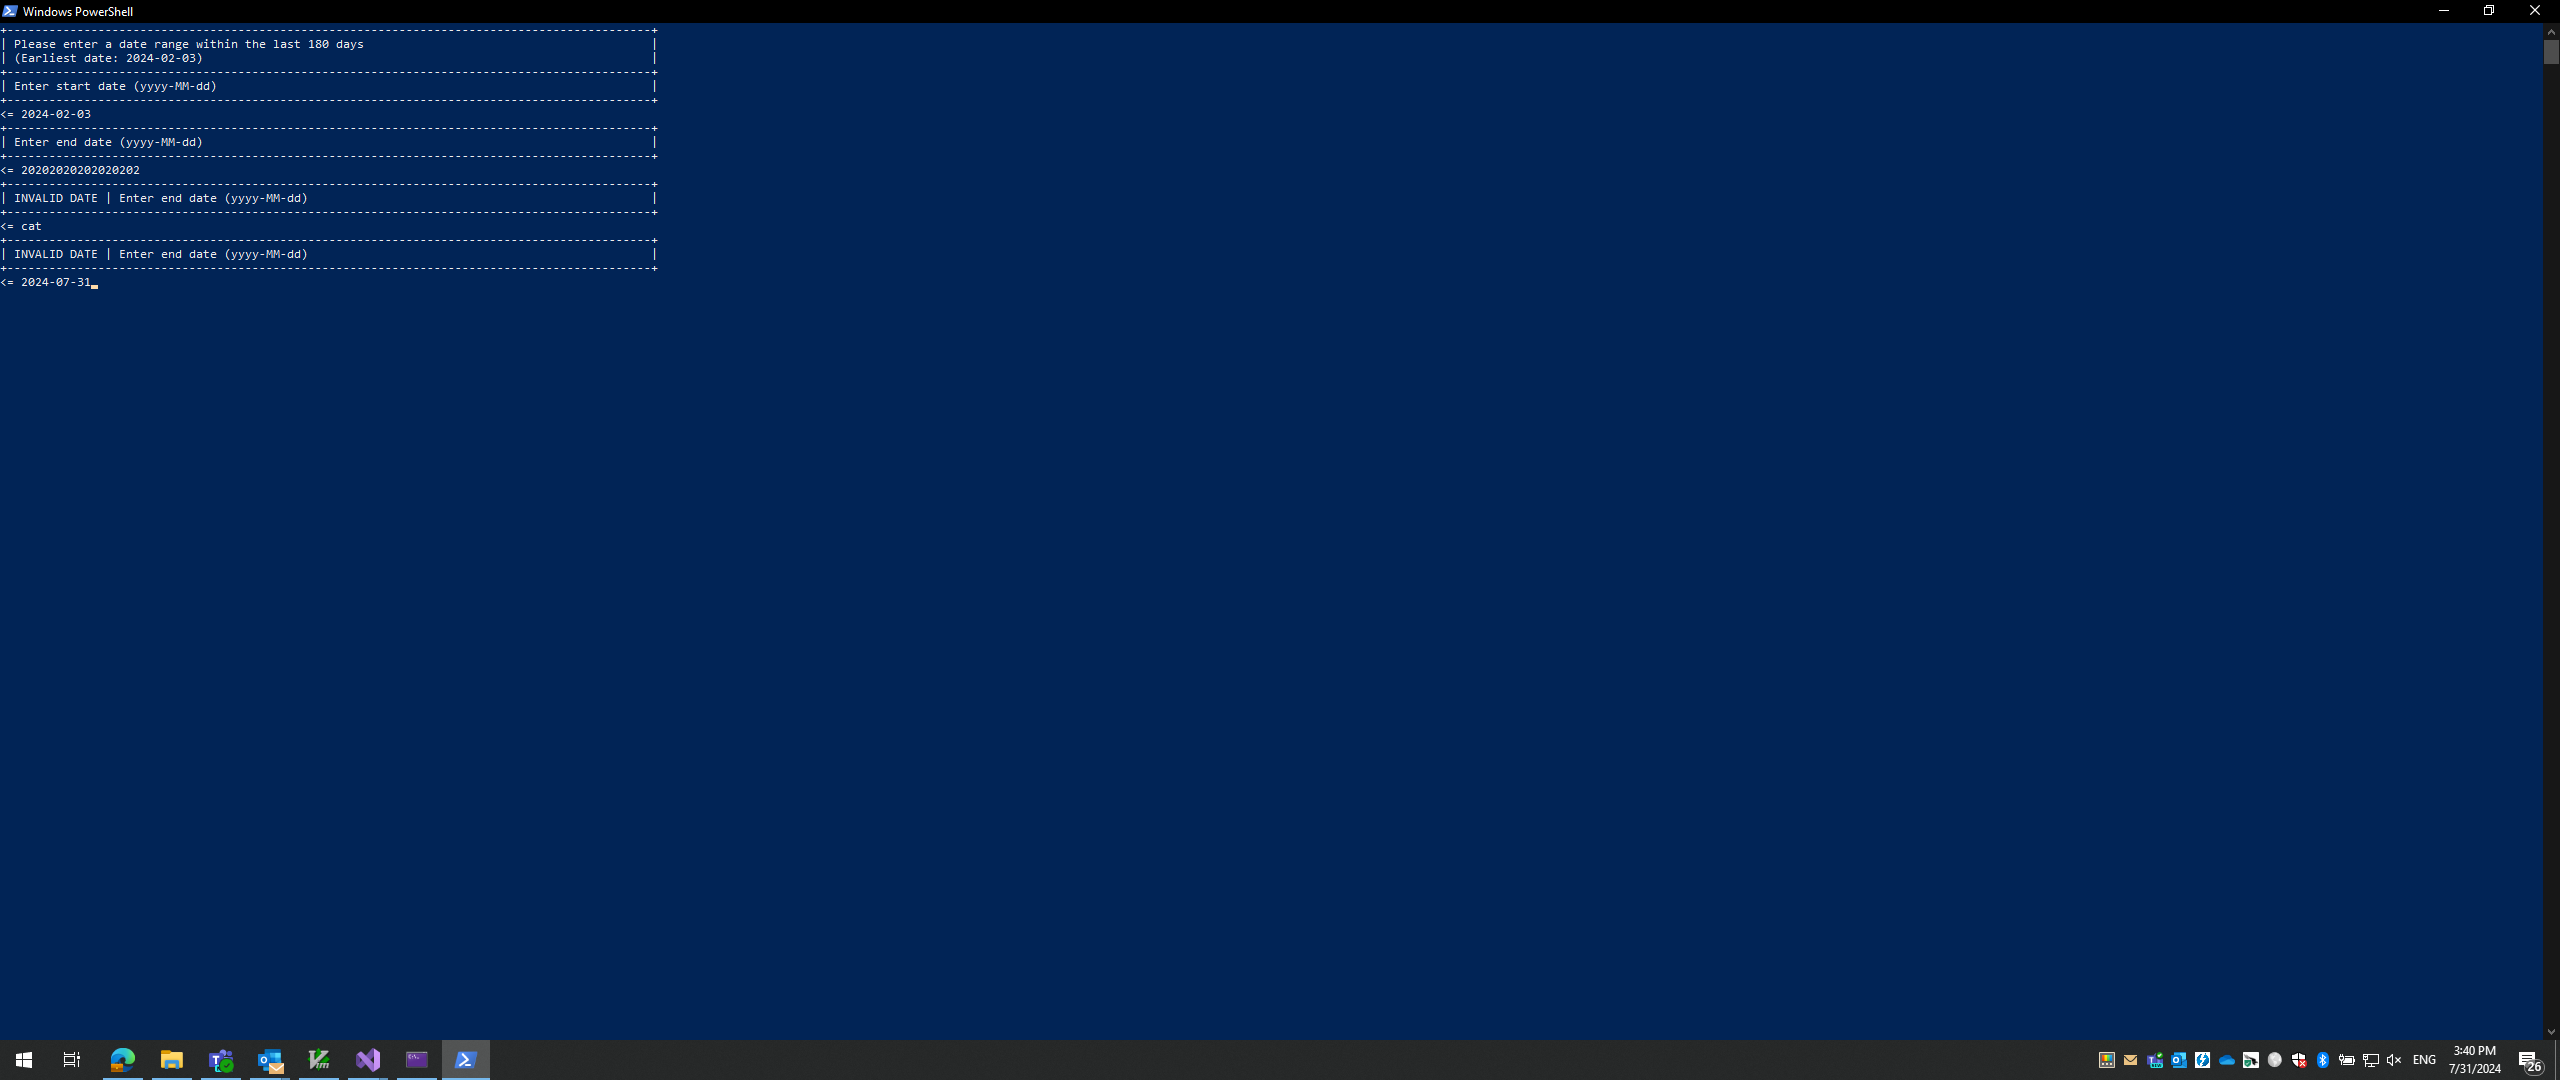 Windows PowerShell
+--------------------------------------------------------------------------------------------+
| Please enter a date range within the last 180 days |
| (Earliest date: 2024-02-03) |
+--------------------------------------------------------------------------------------------+
| Enter start date (yyyy-MM-dd) |
+--------------------------------------------------------------------------------------------+
<= 2024-02-03
+--------------------------------------------------------------------------------------------+
| Enter end date (yyyy-MM-dd) |
+--------------------------------------------------------------------------------------------+
<= 20202020202020202
+--------------------------------------------------------------------------------------------+
| INVALID DATE | Enter end date (yyyy-MM-dd) |
+--------------------------------------------------------------------------------------------+
<= cat
+--------------------------------------------------------------------------------------------+
| INVALID DATE | Enter end date (yyyy-MM-dd) |
+--------------------------------------------------------------------------------------------+
<= 2024-07-31
ENG
3:40 PM
7/31/2024
26